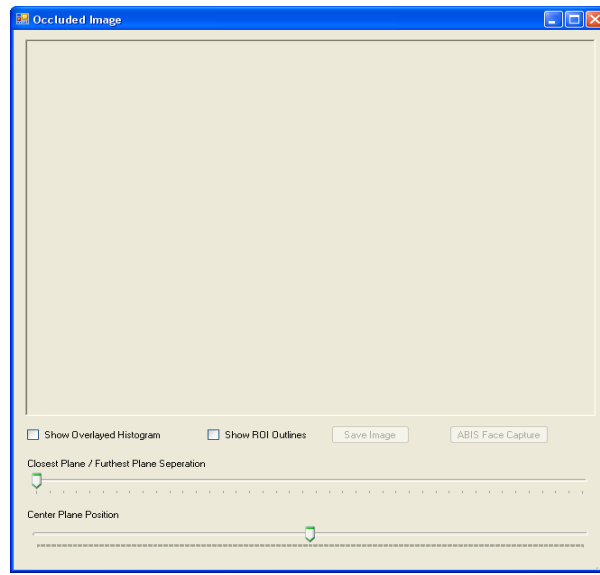 Occluded Image
Show Overlayed Histogram Show ROI Outlines Save Image ABIS Face Capture
Closest Plane / Furthest Plane Seperation
Center Plane Position